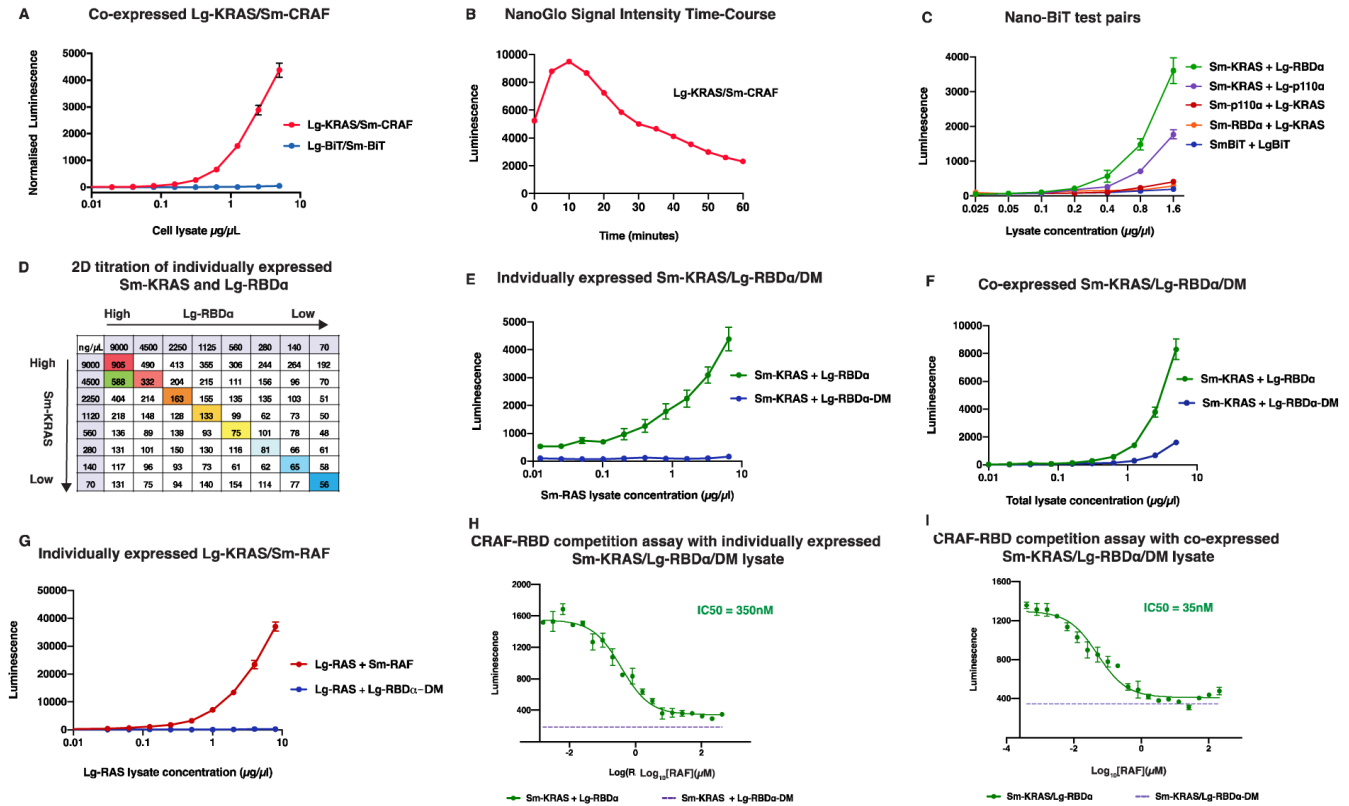 A
Co-expressed Lg-KRAS/Sm-CRAF
Normalised Luminescence
5000
4000
3000
2000
1000
0
0.01
0.1
1
10
Cell lysate µg/µL
Lg-KRAS/Sm-CRAF
Lg-BiT/Sm-BiT
B
NanoGlo Signal Intensity Time-Course
Luminescence
10000
8000
6000
4000
2000
0
0
10
20
30
40
50
60
Time (minutes)
Lg-KRAS/Sm-CRAF
C
Nano-BiT test pairs
Luminescence
4000
3000
2000
1000
0
0.025
0.05
0.1
0.2
0.4
0.8
1.6
Lysate concentration (µg/µl)
Sm-KRAS + Lg-RBDα
Sm-KRAS + Lg-p110α
Sm-p110α + Lg-KRAS
Sm-RBDα + Lg-KRAS
SmBiT + LgBiT
D
2D titration of individually expressed
Sm-KRAS and Lg-RBDα
High Lg-RBDα Low
High
Sm-KRAS
Low
ng/µL 9000 4500 2250 1125 560 280 140 70
9000 905 490 413 355 306 244 264 192
4500 588 332 204 215 111 156 96 70
2250 404 214 163 155 135 135 103 51
1120 218 148 128 133 99 62 73 50
560 136 89 139 93 75 101 78 48
280 131 101 150 130 116 81 66 61
140 117 96 93 73 61 62 65 58
70 131 75 94 140 154 114 77 56
E
Indvidually expressed Sm-KRAS/Lg-RBDα/DM
Luminescence
5000
4000
3000
2000
1000
0
0.01
0.1
1
10
Sm-RAS lysate concentration (µg/µl)
Sm-KRAS + Lg-RBDα
Sm-KRAS + Lg-RBDα-DM
F
Co-expressed Sm-KRAS/Lg-RBDα/DM
Luminescence
10000
8000
6000
4000
2000
0
0.01
0.1
1
10
Total lysate concentration (µg/µl)
Sm-KRAS + Lg-RBDα
Sm-KRAS + Lg-RBDα-DM
G
Individually expressed Lg-KRAS/Sm-RAF
Luminescence
50000
40000
30000
20000
10000
0
0.01
0.1
1
10
Lg-RAS lysate concentration (µg/µl)
Lg-RAS + Sm-RAF
Lg-RAS + Lg-RBDα-DM
H
CRAF-RBD competition assay with individually expressed
Sm-KRAS/Lg-RBDα/DM lysate
Luminescence
2000
1600
1200
800
400
-2
0
2
IC50 = 350nM
Log(R Log10[RAF](µM)
Sm-KRAS + Lg-RBDα
Sm-KRAS + Lg-RBDα-DM
I
CRAF-RBD competition assay with co-expressed
Sm-KRAS/Lg-RBDα/DM lysate
Luminescence
1600
1200
800
400
0
-4
-2
0
2
IC50 = 35nM
Log10[RAF](µM)
Sm-KRAS/Lg-RBDα
Sm-KRAS/Lg-RBDα-DM